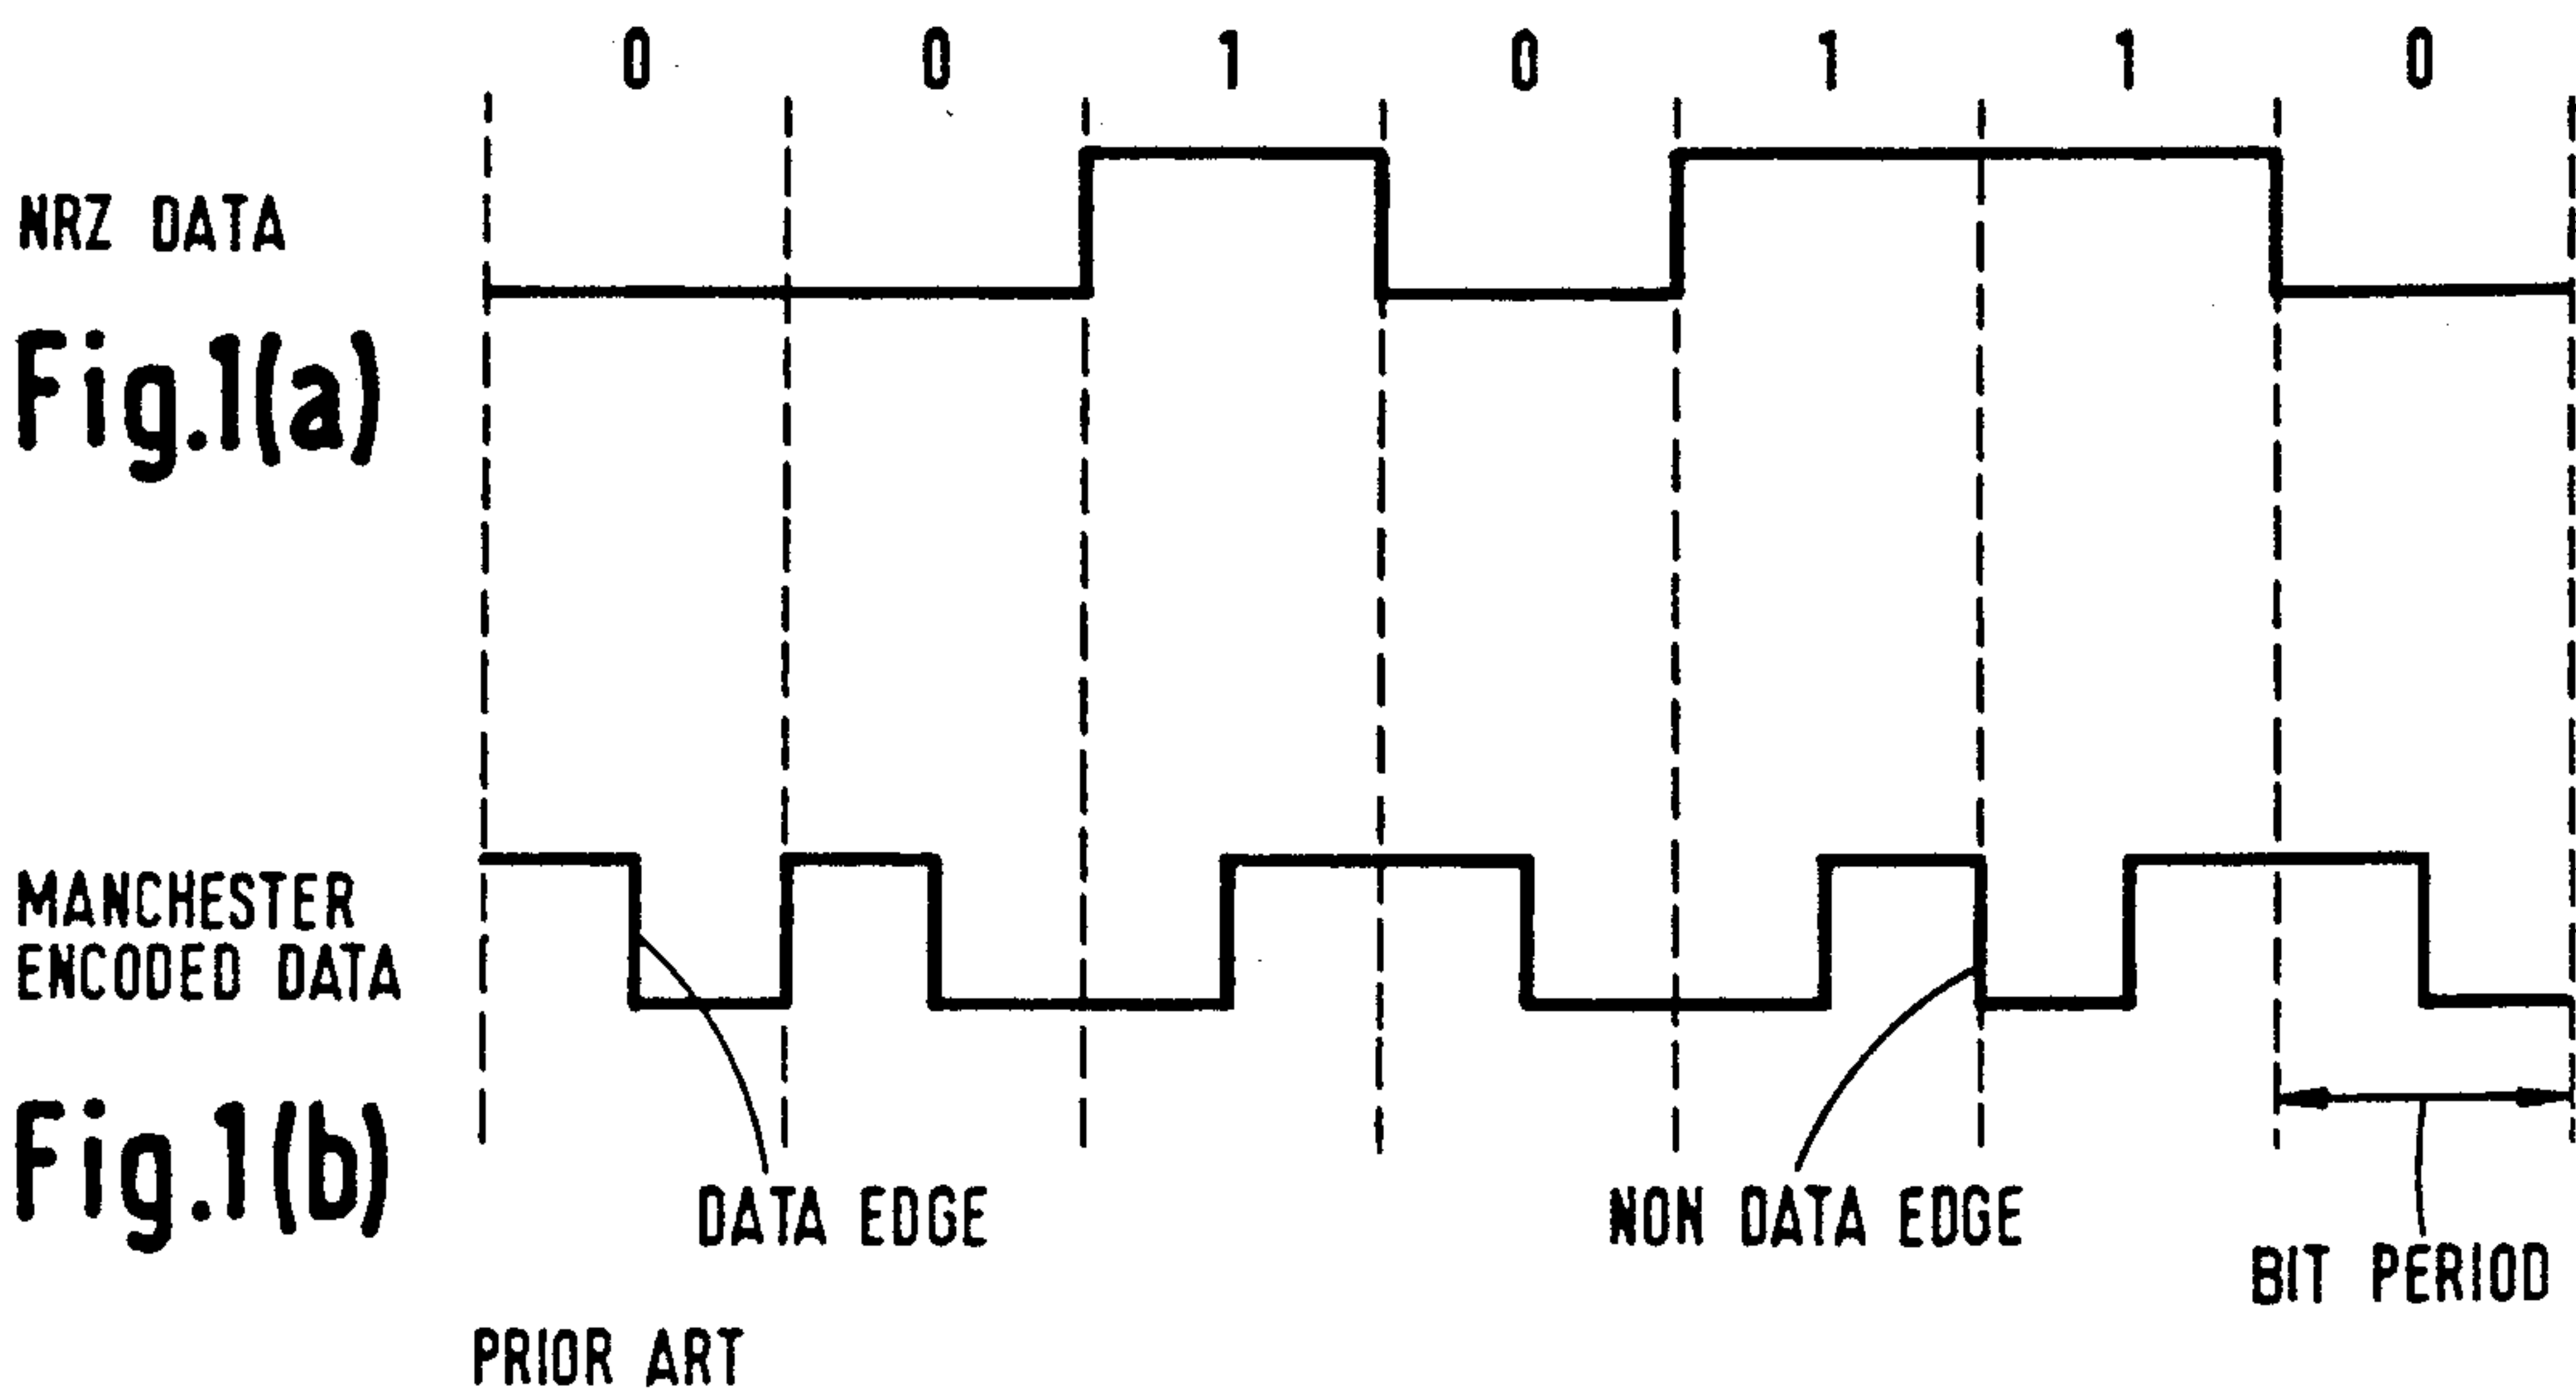 0 0 1 0 1 1 0
NRZ DATA
Fig.1(a)
MANCHESTER
ENCODED DATA
Fig.1(b)
DATA EDGE
NON DATA EDGE
BIT PERIOD
PRIOR ART